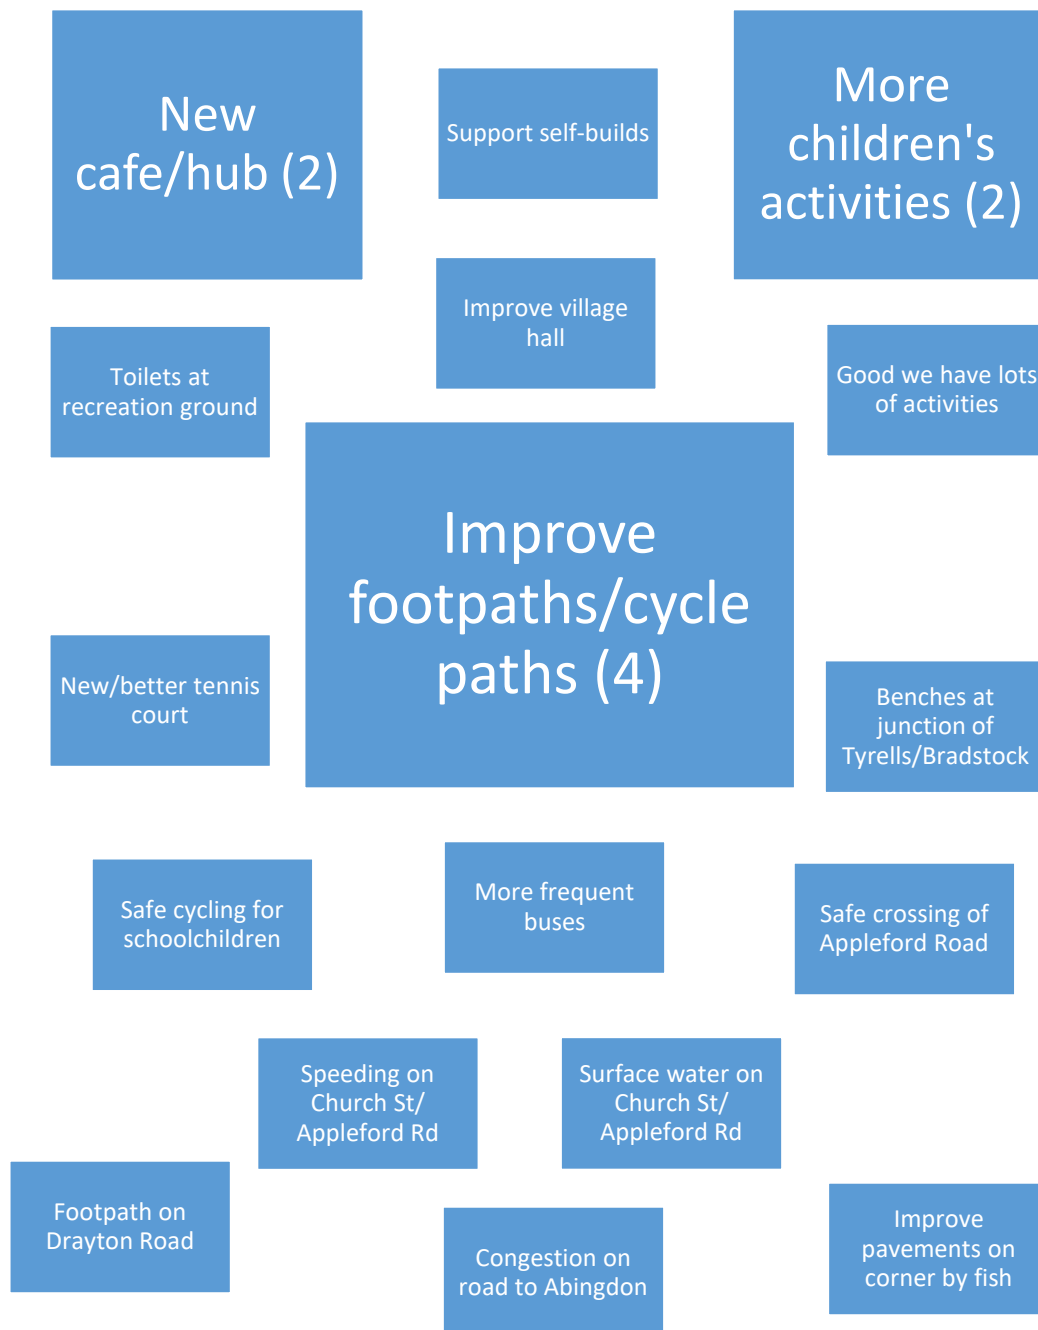 New
cafe/hub (2)
Support self-builds
More
children's
activities (2)
Improve village
hall
Toilets at
recreation ground
Good we have lots
of activities
Improve
footpaths/cycle
paths (4)
New/better tennis
court
Benches at
junction of
Tyrells/Bradstock
Safe cycling for
schoolchildren
More frequent
buses
Safe crossing of
Appleford Road
Speeding on
Church St/
Appleford Rd
Surface water on
Church St/
Appleford Rd
Footpath on
Drayton Road
Congestion on
road to Abingdon
Improve
pavements on
corner by fish